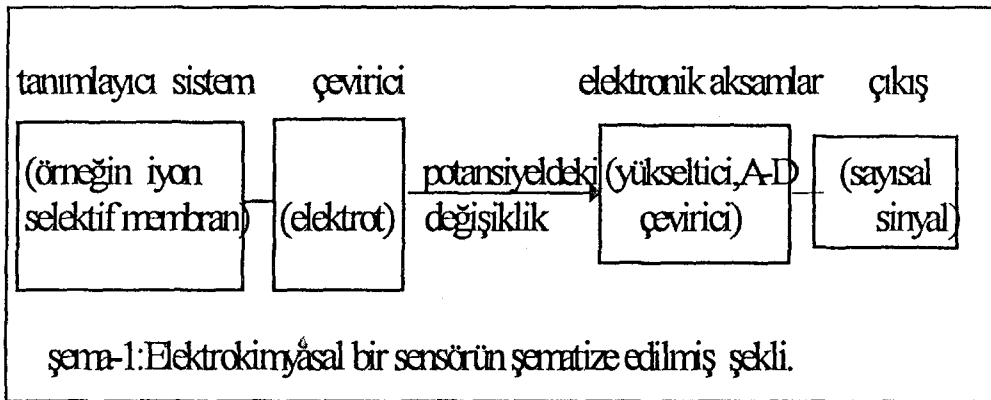 tanımlayıcı sistem çevirici elektronik aksamlar çıkış
(örneğin iyon selektif membran)
(elektrot)
potansiyeldeki değişiklik
(yükseltici,A-D çevirici)
(sayısal sinyal)
şema-1:Elektrokimyasal bir sensörün şematize edilmiş şekli.